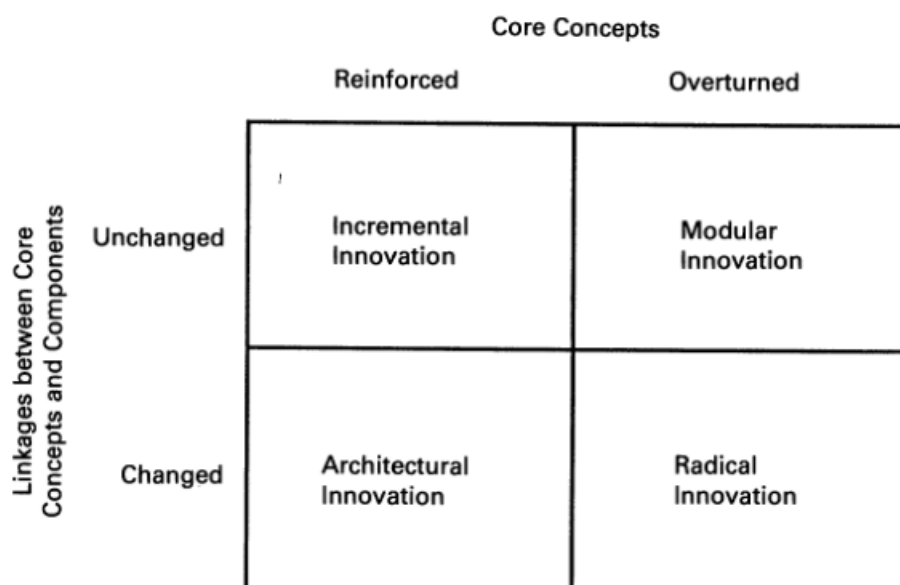 Core Concepts
Reinforced
Overturned
Linkages between Core
Concepts and Components
Unchanged
Incremental
Innovation
Modular
Innovation
Changed
Architectural
Innovation
Radical
Innovation